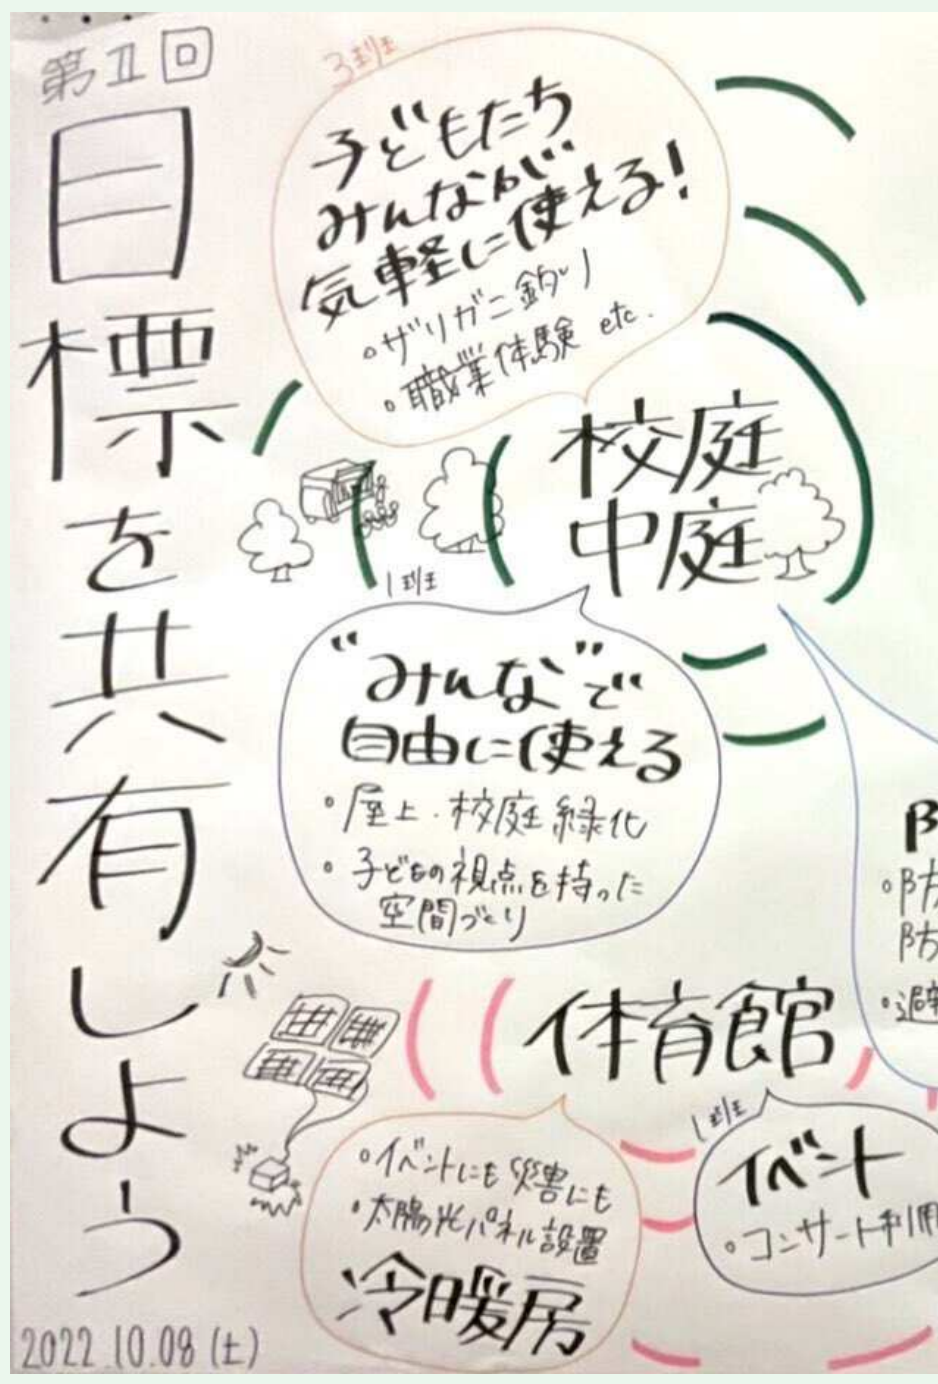 第Ⅱ回
目標を共有しよう
2022.10.08(土)
3班
子どもたち
みんなが
気軽に使える!
・ザリガニ釣り
・職業体験 etc.
校庭
中庭
1班
"みんな"で
自由に使える
・屋上・校庭緑化
・子どもの視点を持った
空間づくり
体育館
・イベントにも災害にも
・太陽光パネル設置
冷暖房
1班
イベント
・コンサート利用
・防
防
・避